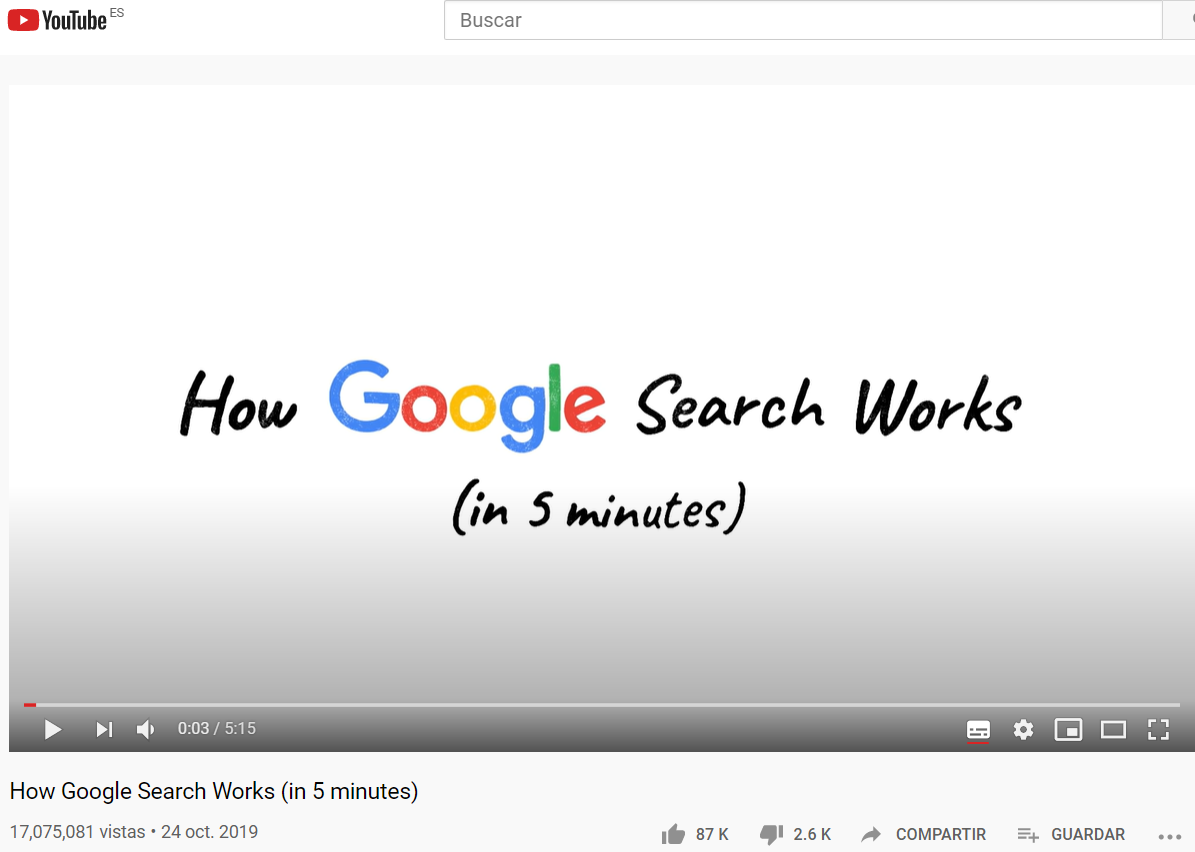 YouTube ES
Buscar
How Google Search Works
(in 5 minutes)
0:03 / 5:15
How Google Search Works (in 5 minutes)
17,075,081 vistas • 24 oct. 2019
87 K 2.6 K COMPARTIR GUARDAR